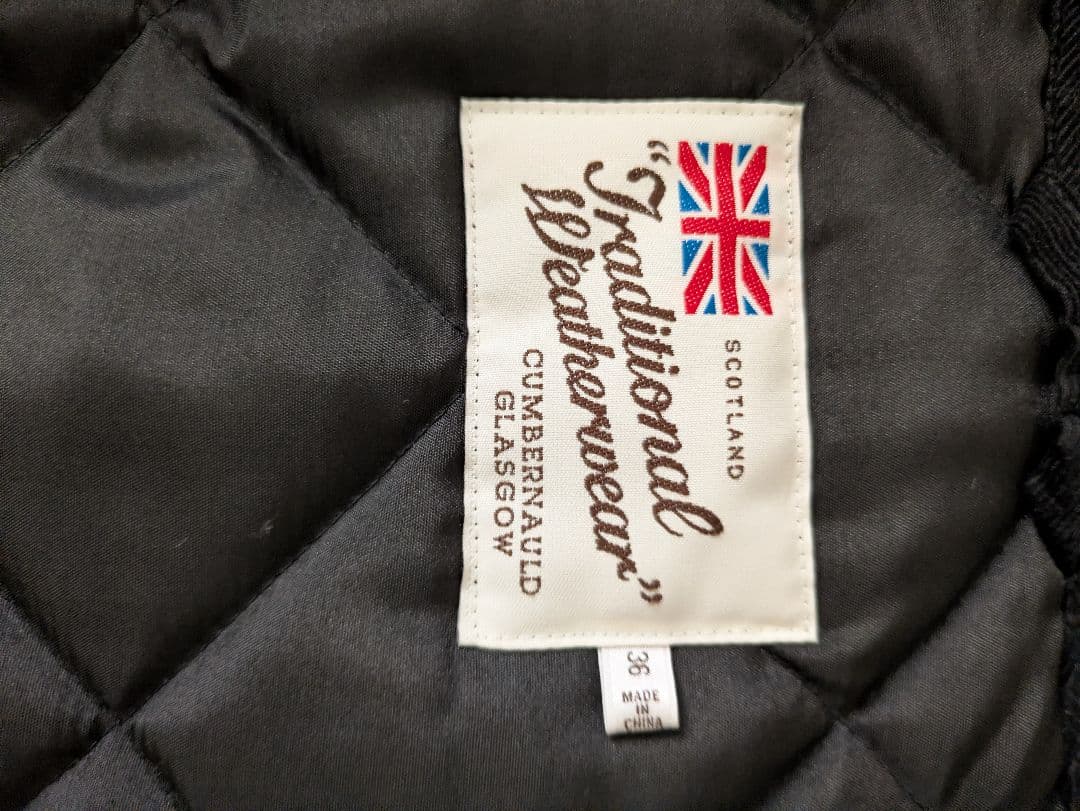 SCOTLAND
"Traditional
Weatherwear"
CUMBERNAULD
GLASGOW
36
MADE
IN
CHINA